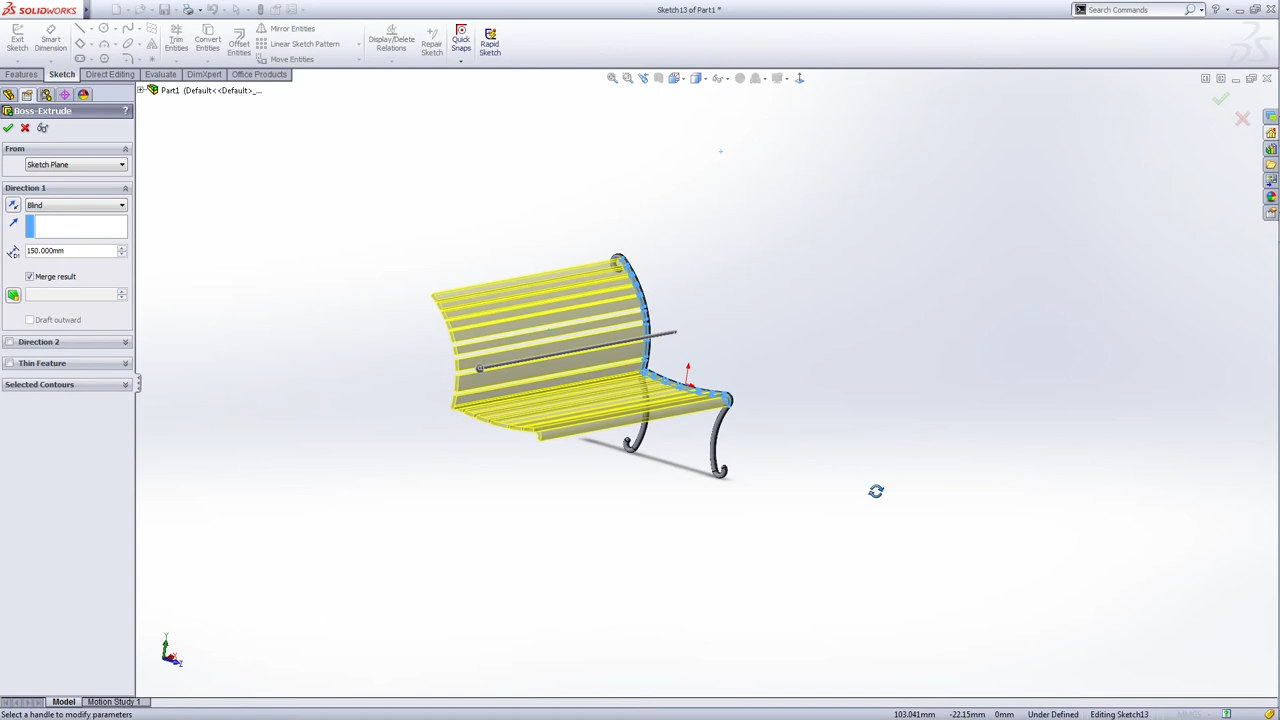 SOLIDWORKS
Sketch13 of Part1 *
Search Commands
Exit Sketch
Smart Dimension
Trim Entities
Convert Entities
Offset Entities
Mirror Entities
Linear Sketch Pattern
Move Entities
Display/Delete Relations
Repair Sketch
Quick Snaps
Rapid Sketch
Features
Sketch
Direct Editing
Evaluate
DimXpert
Office Products
Part1 (Default<<Default>_...
Boss-Extrude
?
From
Sketch Plane
Direction 1
Blind
150.000mm
Merge result
Draft outward
Direction 2
Thin Feature
Selected Contours
Y
X
Z
Model
Motion Study 1
Select a handle to modify parameters
103.041mm
-22.15mm
0mm
Under Defined
Editing Sketch13